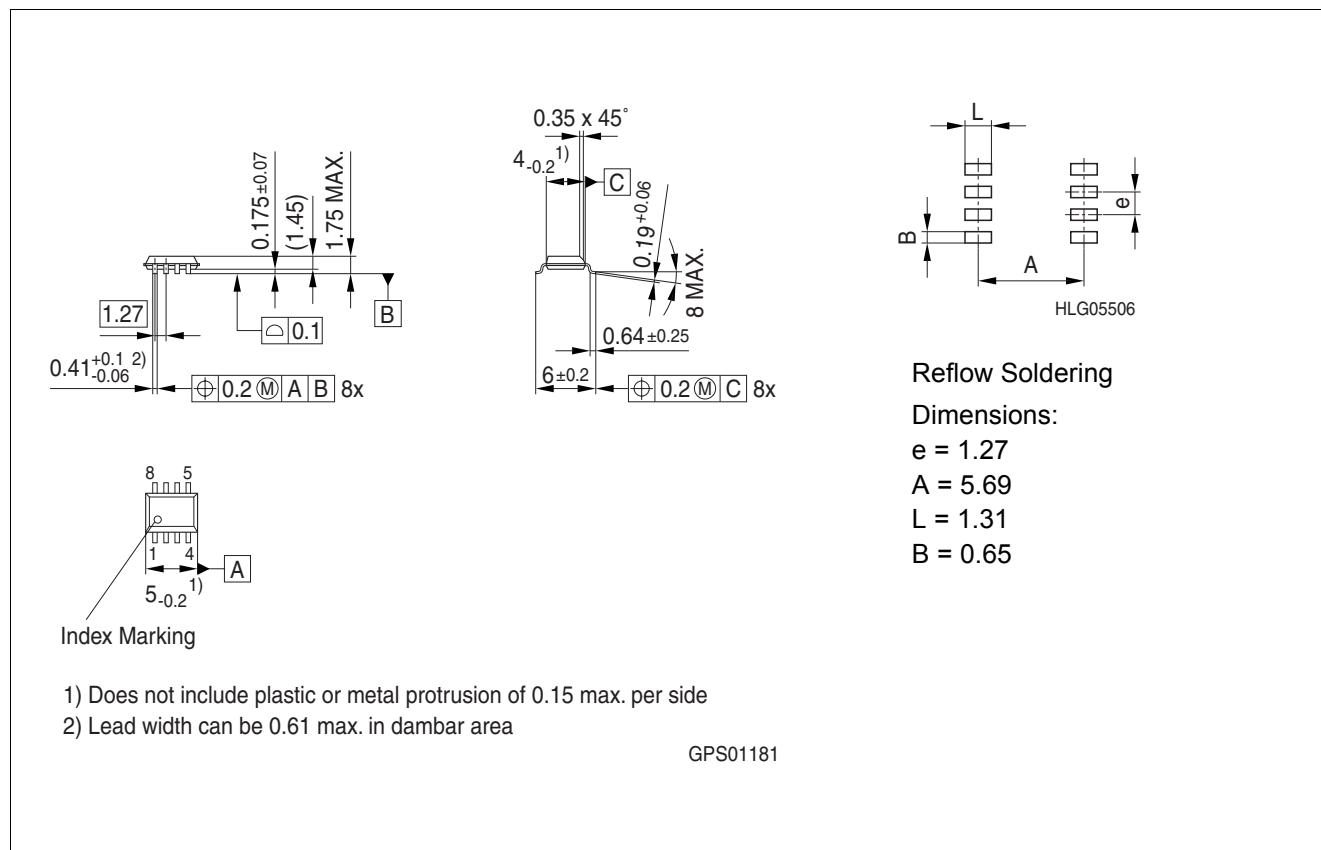 0.175±0.07
(1.45)
1.75 MAX.
B
1.27
0.1
0.41+0.1 -0.06 2)
0.2 Ⓜ A B 8x
0.35 x 45°
4-0.2 1)
C
0.19+0.06
8 MAX.
0.64±0.25
6±0.2
0.2 Ⓜ C 8x
8 5
1 4
A
5-0.2 1)
Index Marking
1) Does not include plastic or metal protrusion of 0.15 max. per side
2) Lead width can be 0.61 max. in dambar area
GPS01181
L
B
e
A
HLG05506
Reflow Soldering
Dimensions:
e = 1.27
A = 5.69
L = 1.31
B = 0.65